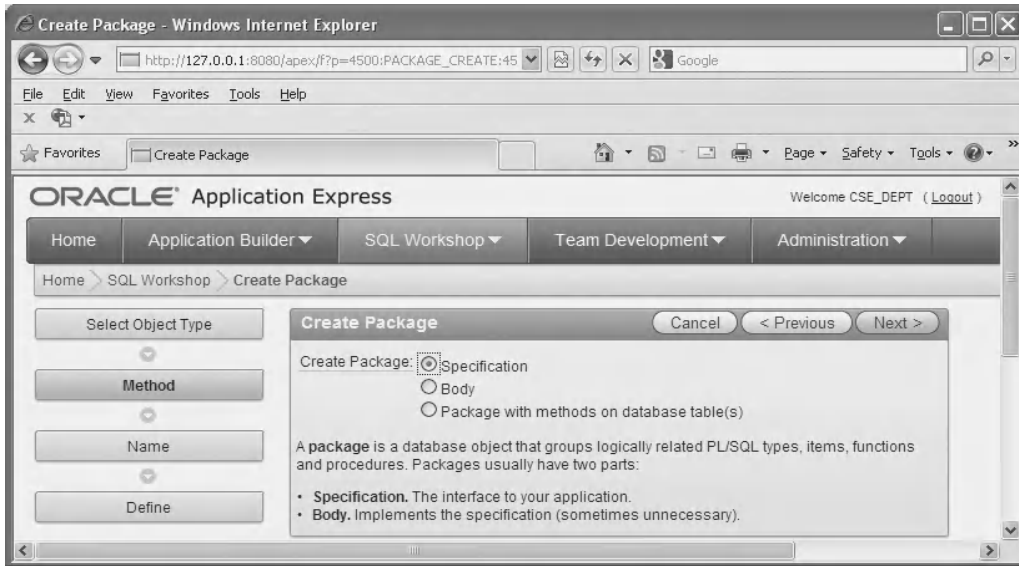 Create Package - Windows Internet Explorer
http://127.0.0.1:8080/apex/f?p=4500:PACKAGE_CREATE:45
Google
File Edit View Favorites Tools Help
x
Favorites
Create Package
Page
Safety
Tools
»
ORACLE Application Express
Welcome CSE_DEPT ( Logout )
Home
Application Builder
SQL Workshop
Team Development
Administration
Home SQL Workshop Create Package
Select Object Type
Method
Name
Define
Create Package
Cancel
< Previous
Next >
Create Package:
Specification
Body
Package with methods on database table(s)
A package is a database object that groups logically related PL/SQL types, items, functions
and procedures. Packages usually have two parts:
• Specification. The interface to your application.
• Body. Implements the specification (sometimes unnecessary).